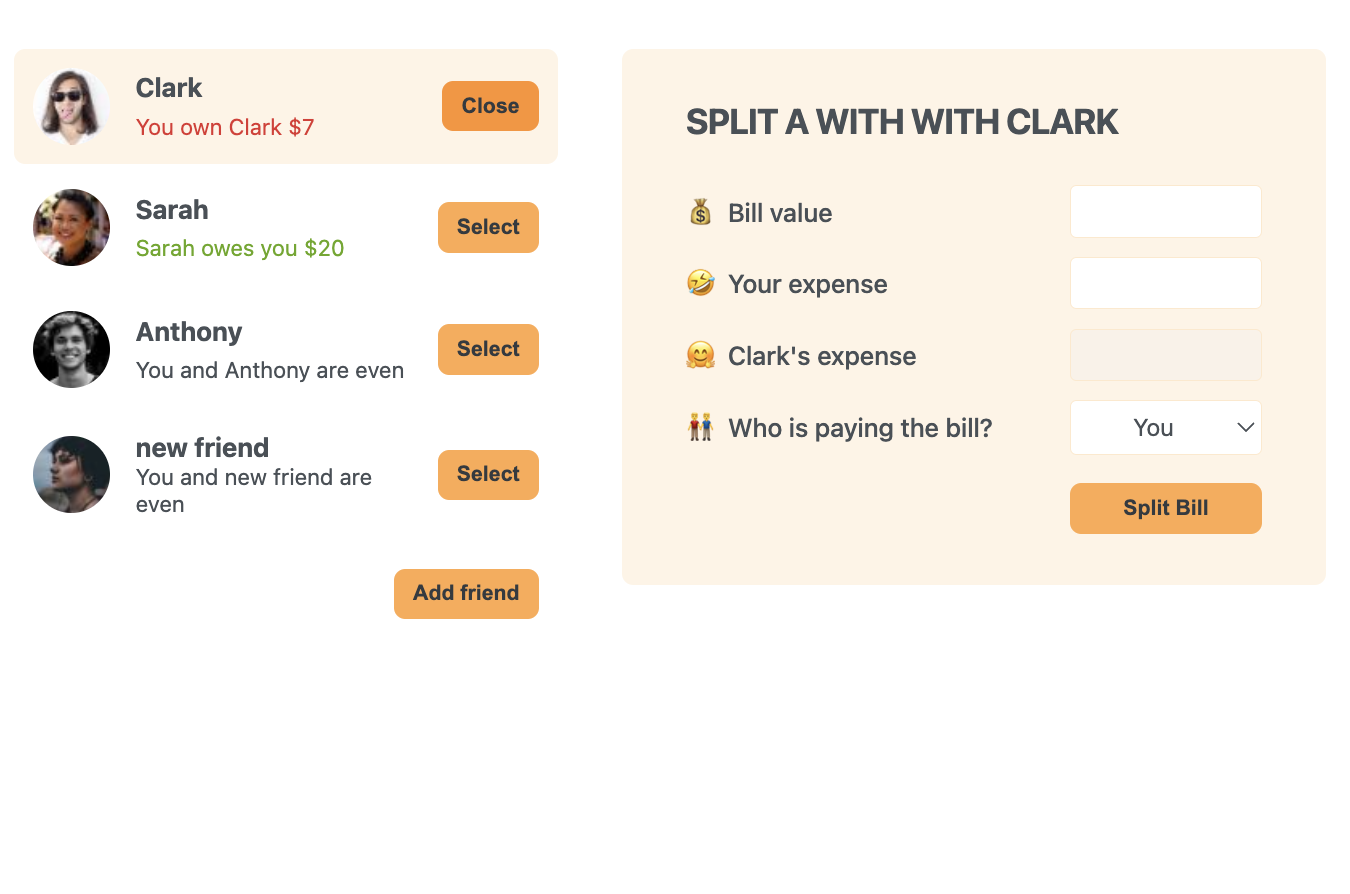 Clark
You own Clark $7
Close
Sarah
Sarah owes you $20
Select
Anthony
You and Anthony are even
Select
new friend
You and new friend are
even
Select
Add friend
SPLIT A WITH WITH CLARK
💰 Bill value
🤣 Your expense
🤗 Clark's expense
👬 Who is paying the bill?
You
Split Bill